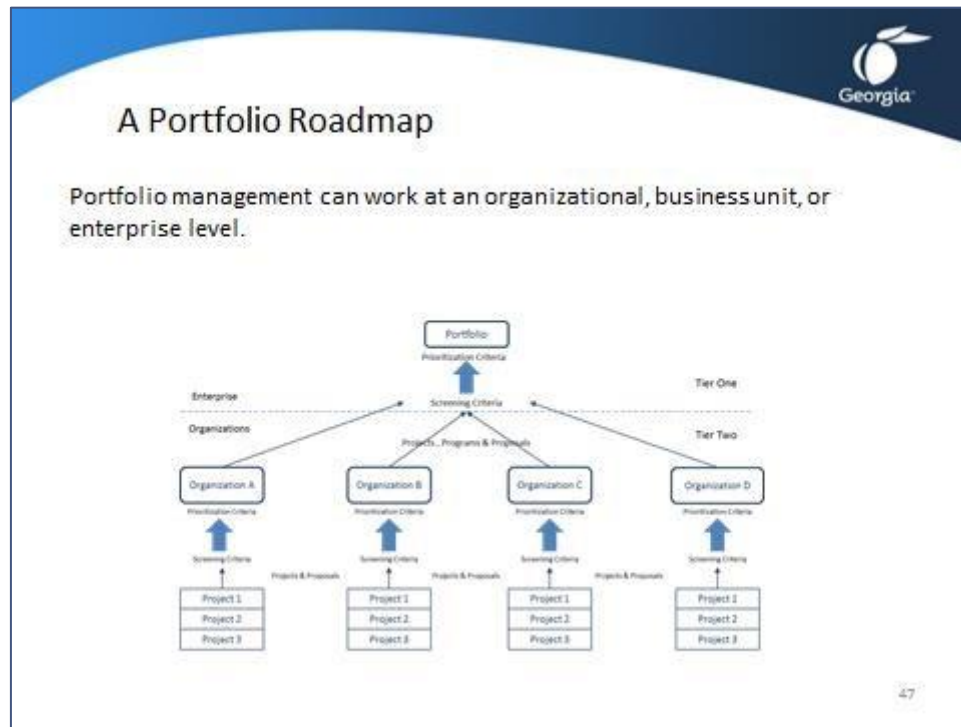 Georgia
A Portfolio Roadmap
Portfolio management can work at an organizational, business unit, or
enterprise level.
Portfolio
Prioritization Criteria
Tier One
Enterprise
Screening Criteria
Organizations
Tier Two
Projects, Programs & Proposals
Organization A
Organization B
Organization C
Organization D
Prioritization Criteria
Prioritization Criteria
Prioritization Criteria
Prioritization Criteria
Screening Criteria
Screening Criteria
Screening Criteria
Screening Criteria
Projects & Proposals
Projects & Proposals
Projects & Proposals
Project 1
Project 2
Project 3
Project 1
Project 2
Project 3
Project 1
Project 2
Project 3
Project 1
Project 2
Project 3
47